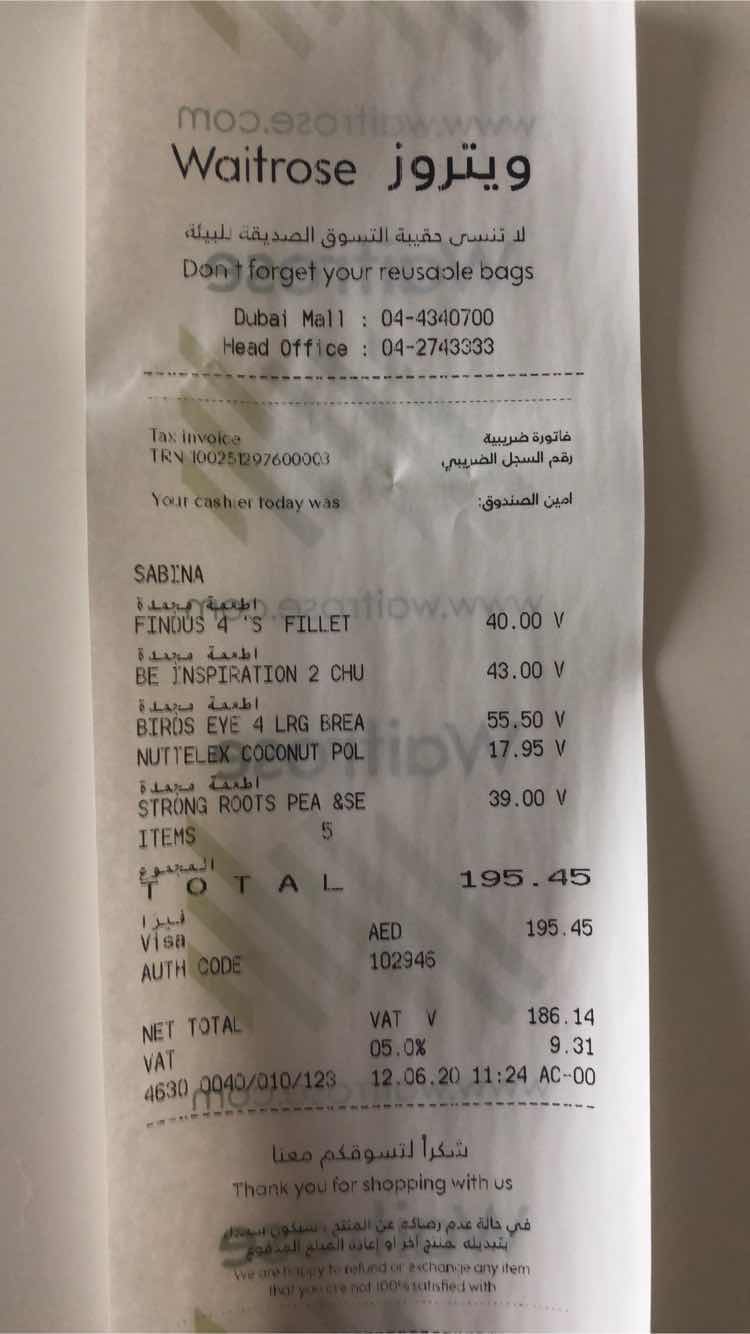 Waitrose ويتروز
لا تنسى حقيبة التسوق الصديقة للبيئة
Don't forget your reusable bags
Dubai Mall : 04-4340700
Head Office : 04-2743333
Tax invoice فاتورة ضريبية
TRN 100251297600003 رقم السجل الضريبي
Your cashier today was امين الصندوق:
SABINA
اطعمة مجمدة
FINDUS 4 'S FILLET 40.00 V
اطعمة مجمدة
BE INSPIRATION 2 CHU 43.00 V
اطعمة مجمدة
BIRDS EYE 4 LRG BREA 55.50 V
NUTTELEX COCONUT POL 17.95 V
اطعمة مجمدة
STRONG ROOTS PEA &SE 39.00 V
ITEMS 5
المجموع
TOTAL 195.45
فيزا
Visa AED 195.45
AUTH CODE 102946
NET TOTAL VAT V 186.14
VAT 05.0% 9.31
4630 0040/010/123 12.06.20 11:24 AC-00
شكراً لتسوقكم معنا
Thank you for shopping with us
في حالة عدم رضاكم عن المنتج ، سيكون
بتبديله بمنتج آخر أو إعادة المبلغ المدفوع
We are happy to refund or exchange any item
that you are not 100% satisfied with